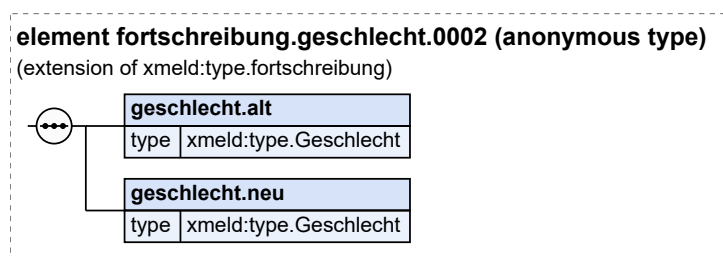 element fortschreibung.geschlecht.0002 (anonymous type)
(extension of xmeld:type.fortschreibung)
geschlecht.alt
type xmeld:type.Geschlecht
geschlecht.neu
type xmeld:type.Geschlecht